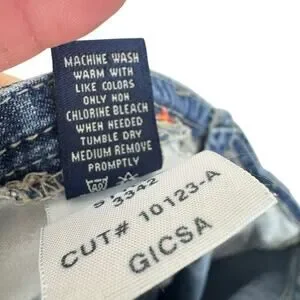 MACHINE WASH
WARM WITH
LIKE COLORS
ONLY NON
CHLORINE BLEACH
WHEN NEEDED
TUMBLE DRY
MEDIUM REMOVE
PROMPTLY
40
3342
CUT# 10123-A
GICSA